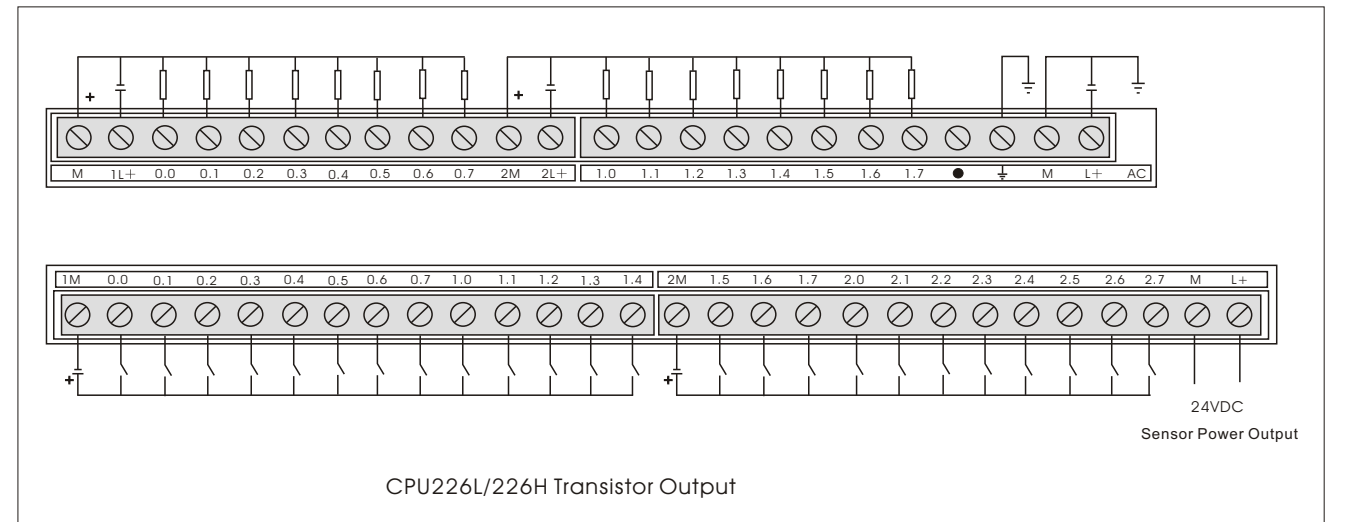 + +
M 1L+ 0.0 0.1 0.2 0.3 0.4 0.5 0.6 0.7 2M 2L+ 1.0 1.1 1.2 1.3 1.4 1.5 1.6 1.7 M L+ AC
1M 0.0 0.1 0.2 0.3 0.4 0.5 0.6 0.7 1.0 1.1 1.2 1.3 1.4 2M 1.5 1.6 1.7 2.0 2.1 2.2 2.3 2.4 2.5 2.6 2.7 M L+
+ +
24VDC
Sensor Power Output
CPU226L/226H Transistor Output